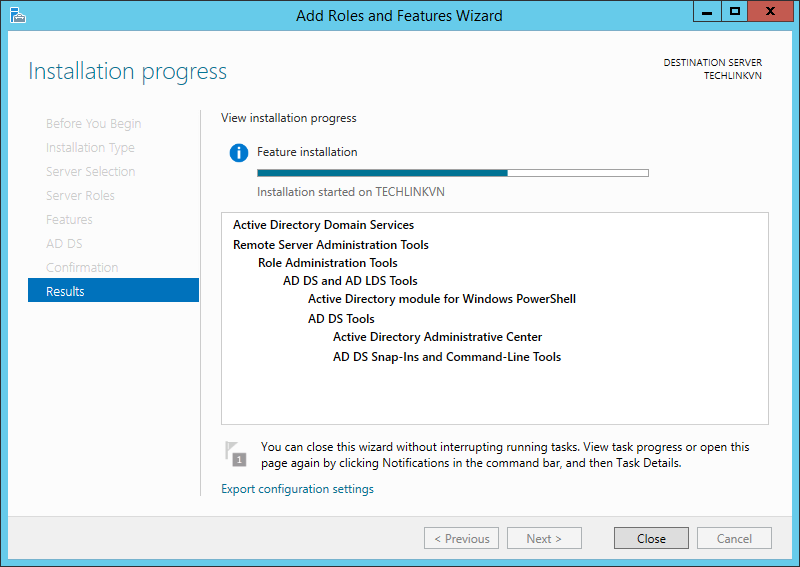 Add Roles and Features Wizard
Installation progress
DESTINATION SERVER
TECHLINKVN
Before You Begin
Installation Type
Server Selection
Server Roles
Features
AD DS
Confirmation
Results
View installation progress
Feature installation
Installation started on TECHLINKVN
Active Directory Domain Services
Remote Server Administration Tools
Role Administration Tools
AD DS and AD LDS Tools
Active Directory module for Windows PowerShell
AD DS Tools
Active Directory Administrative Center
AD DS Snap-Ins and Command-Line Tools
1
You can close this wizard without interrupting running tasks. View task progress or open this
page again by clicking Notifications in the command bar, and then Task Details.
Export configuration settings
< Previous
Next >
Close
Cancel